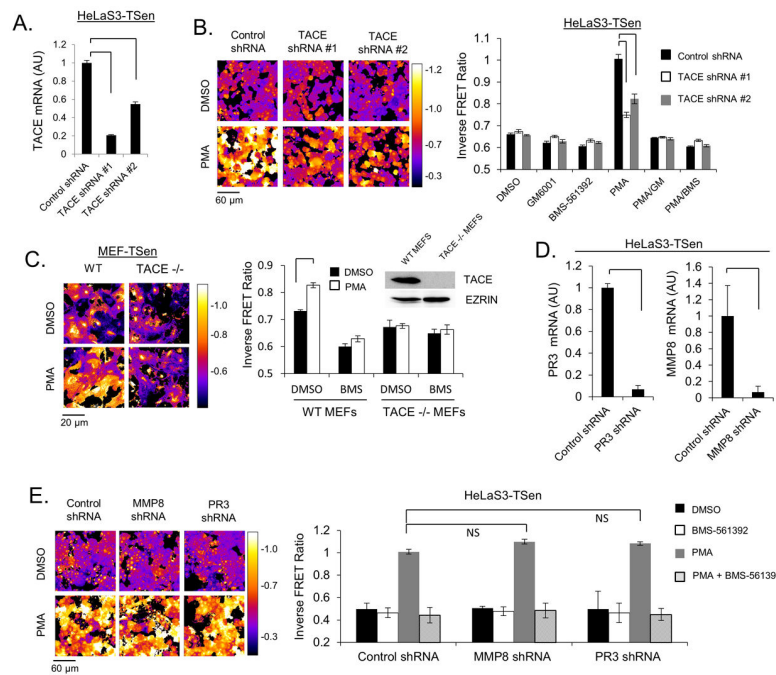 A.
HeLaS3-TSen
TACE mRNA (AU)
1.2
1
0.8
0.6
0.4
0.2
0
Control shRNA
TACE shRNA #1
TACE shRNA #2
B.
Control shRNA
TACE shRNA #1
TACE shRNA #2
DMSO
PMA
60 µm
-1.2
-1.0
-0.6
-0.3
HeLaS3-TSen
Inverse FRET Ratio
1.1
1
0.9
0.8
0.7
0.6
0.5
Control shRNA
TACE shRNA #1
TACE shRNA #2
DMSO
GM6001
BMS-561392
PMA
PMA/GM
PMA/BMS
C.
MEF-TSen
WT
TACE -/-
DMSO
PMA
20 µm
-1.0
-0.8
-0.6
Inverse FRET Ratio
0.9
0.8
0.7
0.6
0.5
DMSO
PMA
WT MEFS
TACE -/- MEFS
TACE
EZRIN
DMSO
BMS
DMSO
BMS
WT MEFs
TACE -/- MEFs
D.
HeLaS3-TSen
PR3 mRNA (AU)
1.2
1
0.8
0.6
0.4
0.2
0
Control shRNA
PR3 shRNA
MMP8 mRNA (AU)
1.4
1.2
1
0.8
0.6
0.4
0.2
0
Control shRNA
MMP8 shRNA
E.
Control shRNA
MMP8 shRNA
PR3 shRNA
DMSO
PMA
60 µm
-1.0
-0.7
-0.3
HeLaS3-TSen
NS
NS
Inverse FRET Ratio
1.2
1
0.8
0.6
0.4
0.2
Control shRNA
MMP8 shRNA
PR3 shRNA
DMSO
BMS-561392
PMA
PMA + BMS-56139